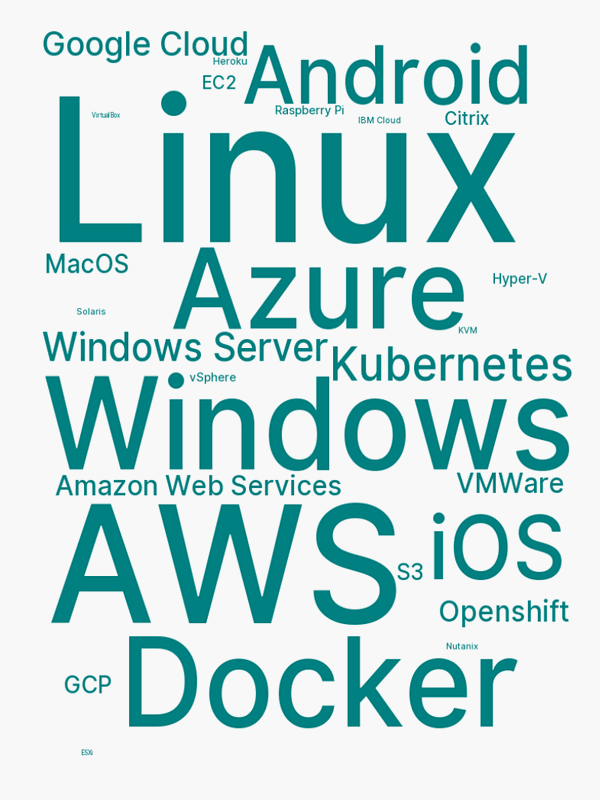 Google Cloud
Heroku
EC2
Android
Raspberry Pi
IBM Cloud
Citrix
VirtualBox
Linux
MacOS
Azure
Hyper-V
Solaris
KVM
Windows Server
Kubernetes
vSphere
Windows
Amazon Web Services
VMWare
AWS
S3
iOS
Openshift
Docker
Nutanix
GCP
ESXi